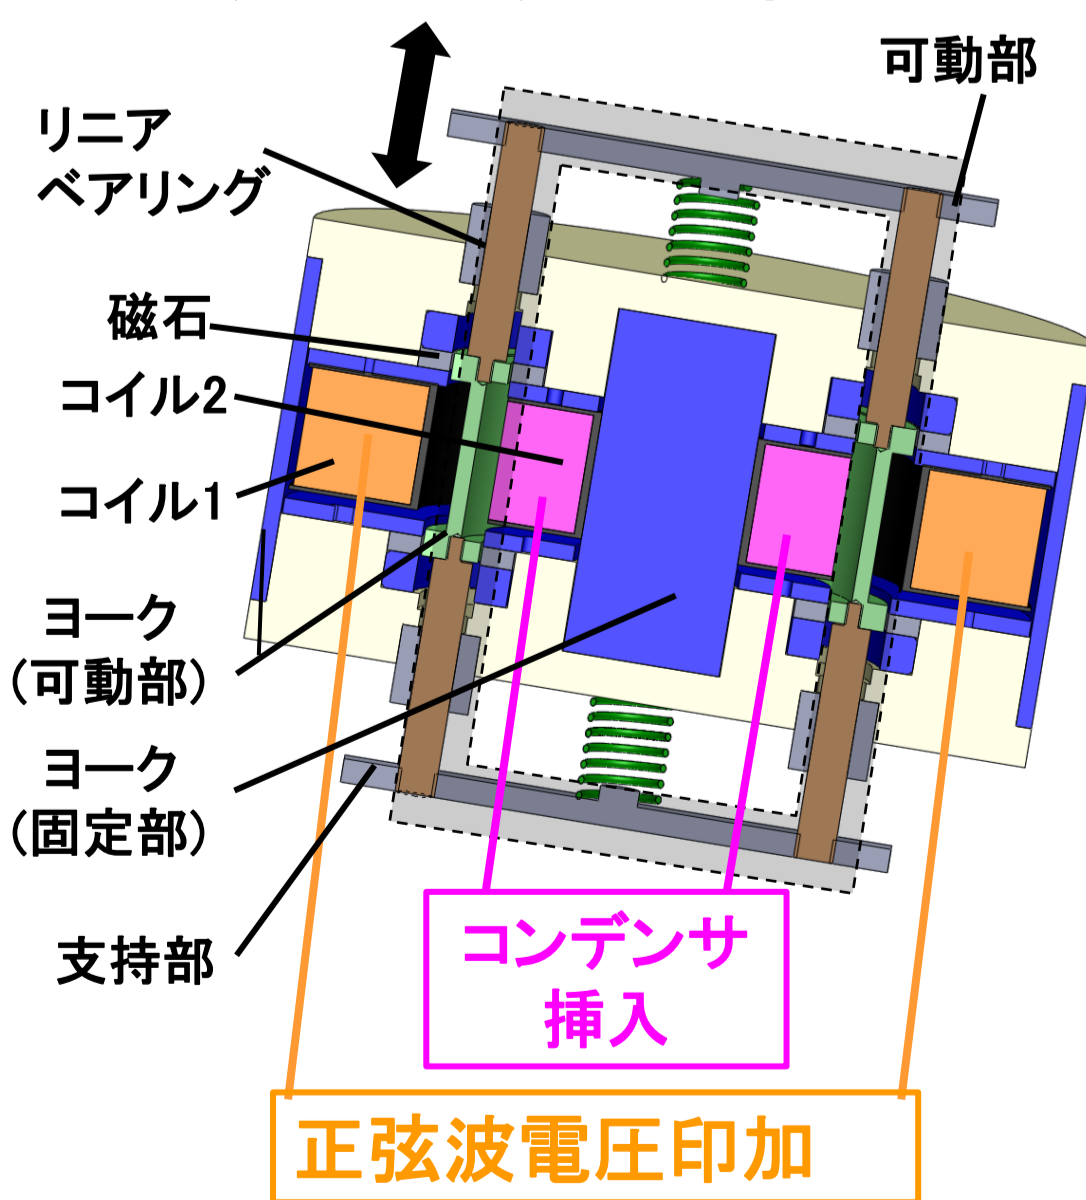 可動部
リニア
ベアリング
磁石
コイル2
コイル1
ヨーク
(可動部)
ヨーク
(固定部)
支持部
コンデンサ
挿入
正弦波電圧印加